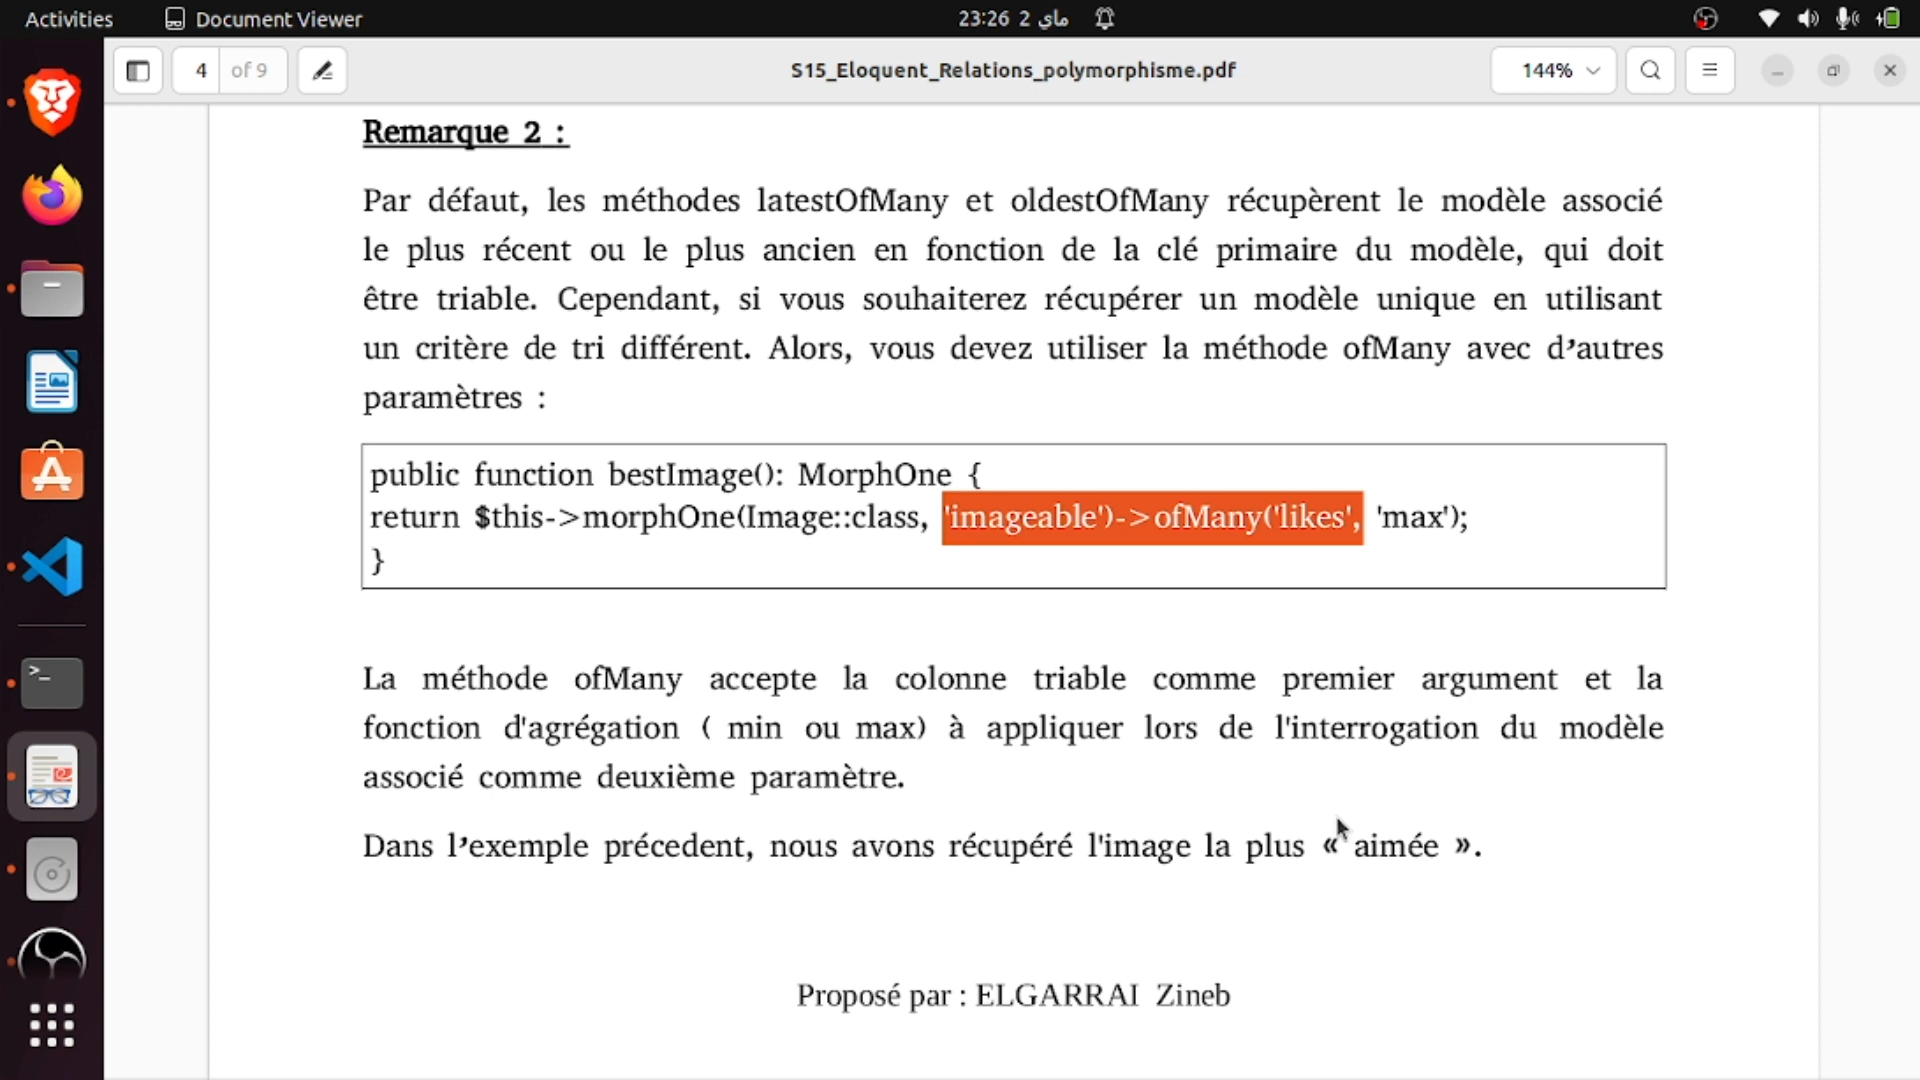 Activities
Document Viewer
23:26 2 ماي
4 of 9
S15_Eloquent_Relations_polymorphisme.pdf
144%
Remarque 2 :
Par défaut, les méthodes latestOfMany et oldestOfMany récupèrent le modèle associé
le plus récent ou le plus ancien en fonction de la clé primaire du modèle, qui doit
être triable. Cependant, si vous souhaiterez récupérer un modèle unique en utilisant
un critère de tri différent. Alors, vous devez utiliser la méthode ofMany avec d’autres
paramètres :
public function bestImage(): MorphOne {
return $this->morphOne(Image::class, 'imageable')->ofMany('likes', 'max');
}
La méthode ofMany accepte la colonne triable comme premier argument et la
fonction d'agrégation ( min ou max) à appliquer lors de l'interrogation du modèle
associé comme deuxième paramètre.
Dans l’exemple précedent, nous avons récupéré l'image la plus « aimée ».
Proposé par : ELGARRAI Zineb